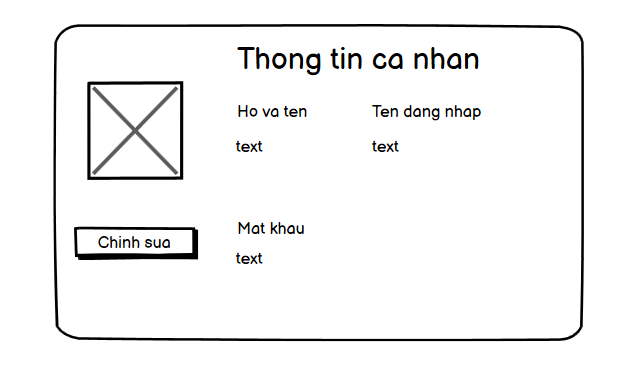 Thong tin ca nhan
Ho va ten
Ten dang nhap
text
text
Chinh sua
Mat khau
text